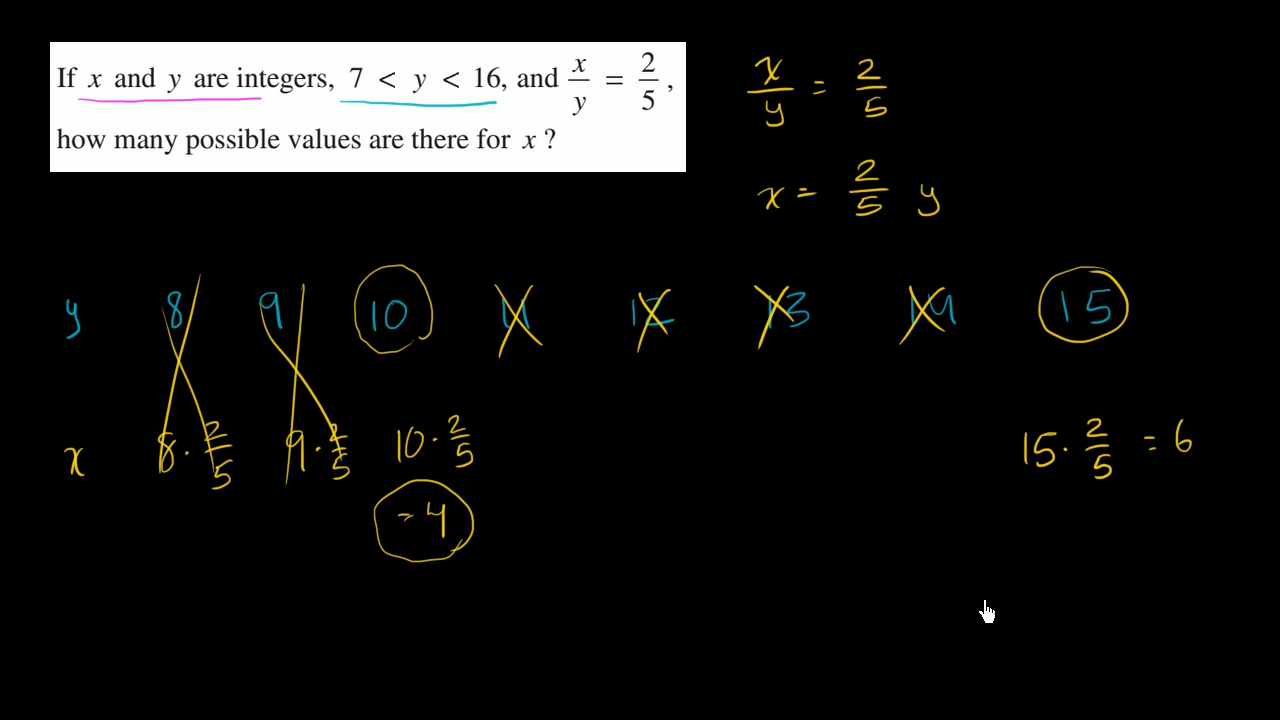 If x and y are integers, 7 < y < 16, and x/y = 2/5,
how many possible values are there for x ?
x/y = 2/5
x = 2/5 y
y 8 9 10 11 12 13 14 15
x 8 · 2/5 9 · 2/5 10 · 2/5 15 · 2/5 = 6
= 4